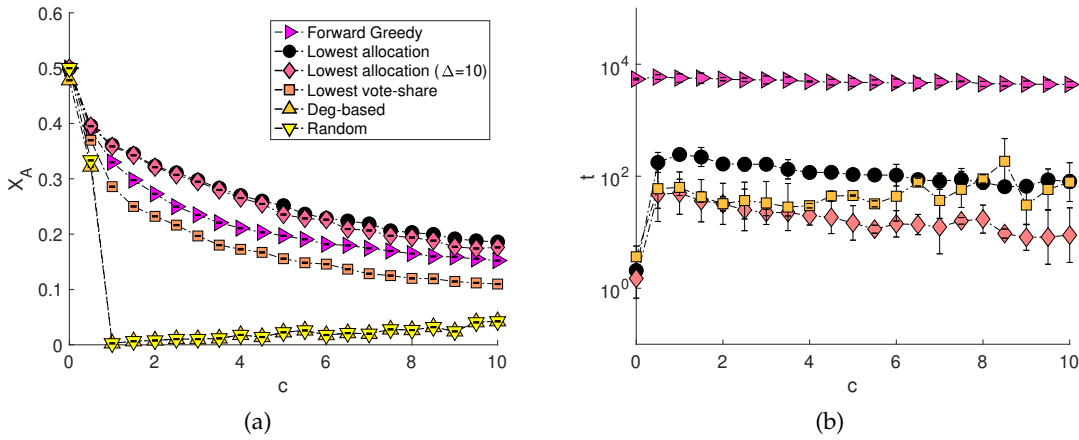 0.5
0.4
0.3
0.2
0.1
0
X_A
0 2 4 6 8 10
c
Forward Greedy
Lowest allocation
Lowest allocation (Δ=10)
Lowest vote-share
Deg-based
Random
(a)
10^4
10^2
10^0
t
0 2 4 6 8 10
c
(b)